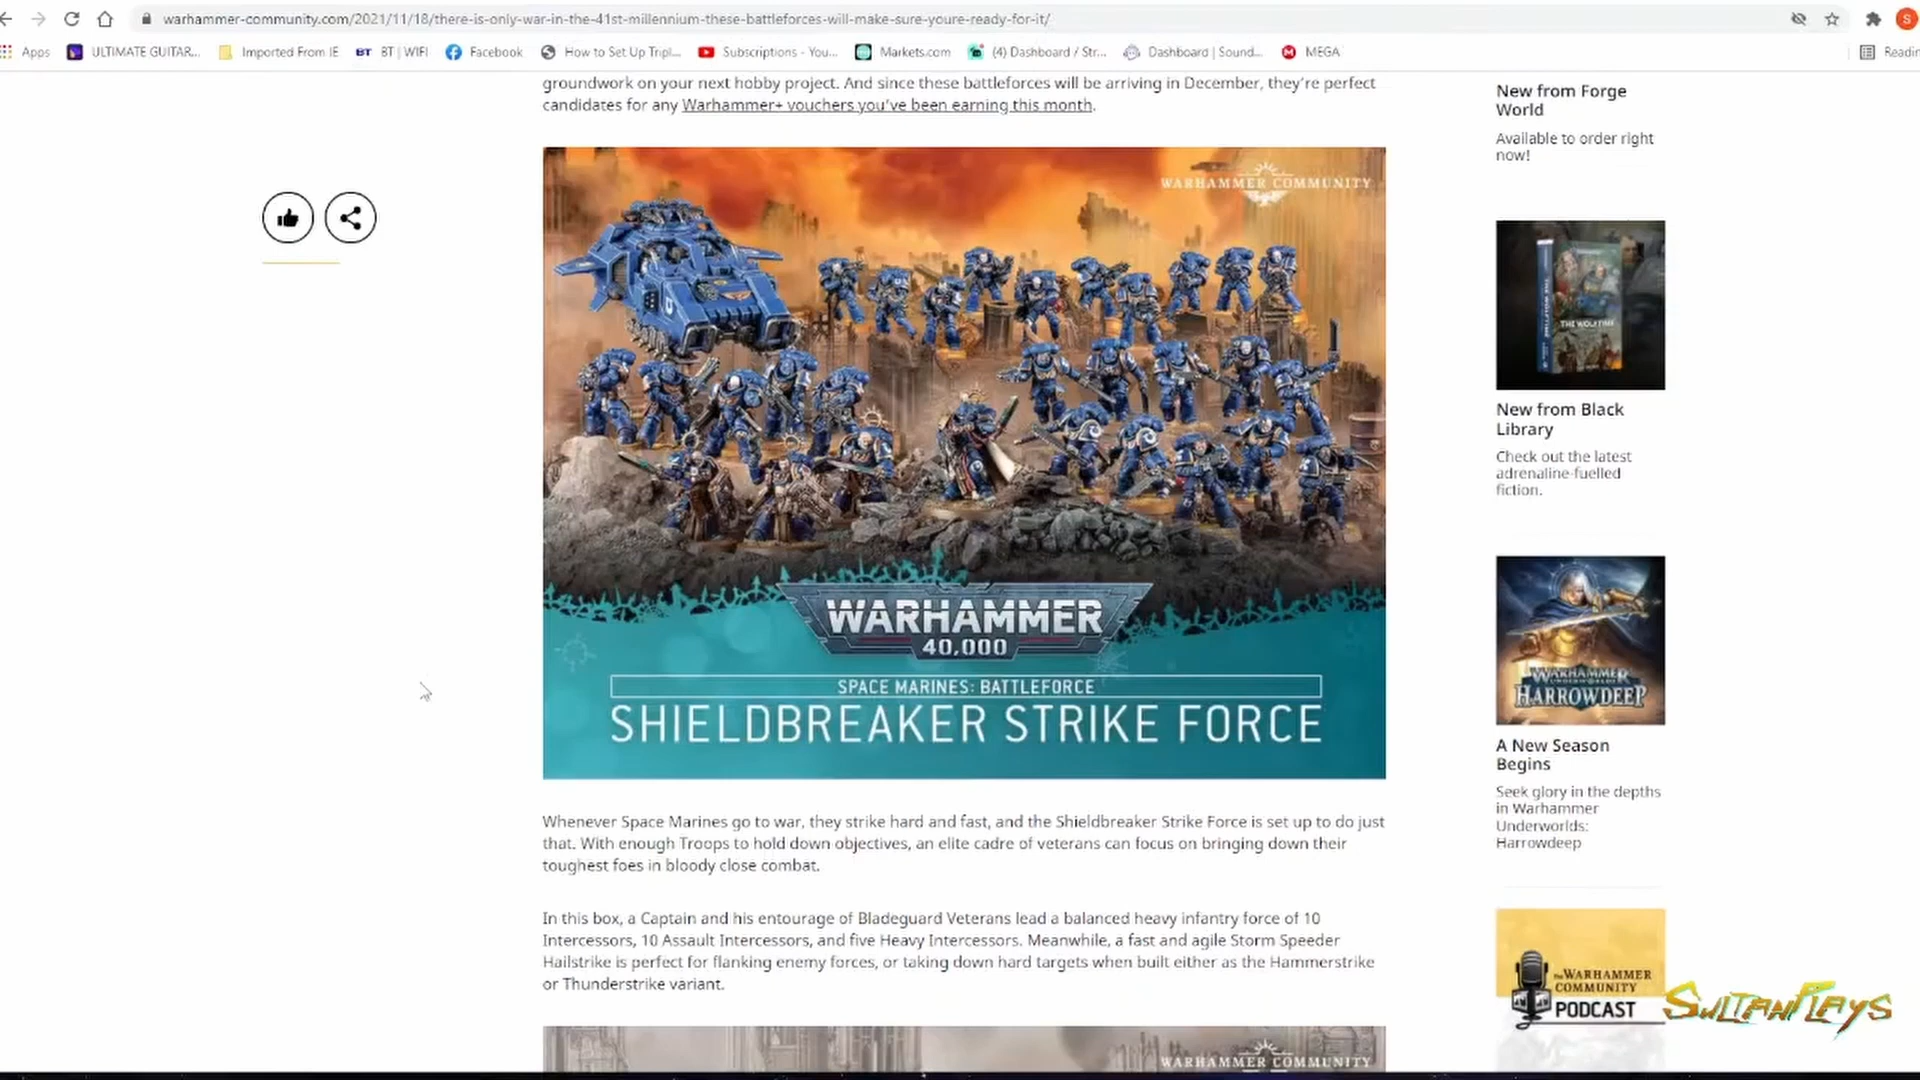 warhammer-community.com/2021/11/18/there-is-only-war-in-the-41st-millennium-these-battleforces-will-make-sure-youre-ready-for-it/
S
Apps
ULTIMATE GUITAR...
Imported From IE
BT BT | WIFI
Facebook
How to Set Up Tripl...
Subscriptions - You...
Markets.com
(4) Dashboard / Str...
Dashboard | Sound...
M MEGA
Readin
groundwork on your next hobby project. And since these battleforces will be arriving in December, they're perfect
candidates for any Warhammer+ vouchers you've been earning this month.
WARHAMMER COMMUNITY
WARHAMMER
40,000
SPACE MARINES: BATTLEFORCE
SHIELDBREAKER STRIKE FORCE
Whenever Space Marines go to war, they strike hard and fast, and the Shieldbreaker Strike Force is set up to do just
that. With enough Troops to hold down objectives, an elite cadre of veterans can focus on bringing down their
toughest foes in bloody close combat.
In this box, a Captain and his entourage of Bladeguard Veterans lead a balanced heavy infantry force of 10
Intercessors, 10 Assault Intercessors, and five Heavy Intercessors. Meanwhile, a fast and agile Storm Speeder
Hailstrike is perfect for flanking enemy forces, or taking down hard targets when built either as the Hammerstrike
or Thunderstrike variant.
WARHAMMER COMMUNITY
New from Forge
World
Available to order right
now!
THE WOLFTIME
New from Black
Library
Check out the latest
adrenaline-fuelled
fiction.
WARHAMMER
UNDERWORLDS
HARROWDEEP
A New Season
Begins
Seek glory in the depths
in Warhammer
Underworlds:
Harrowdeep
The WARHAMMER
COMMUNITY
PODCAST
SULTANPLAYS